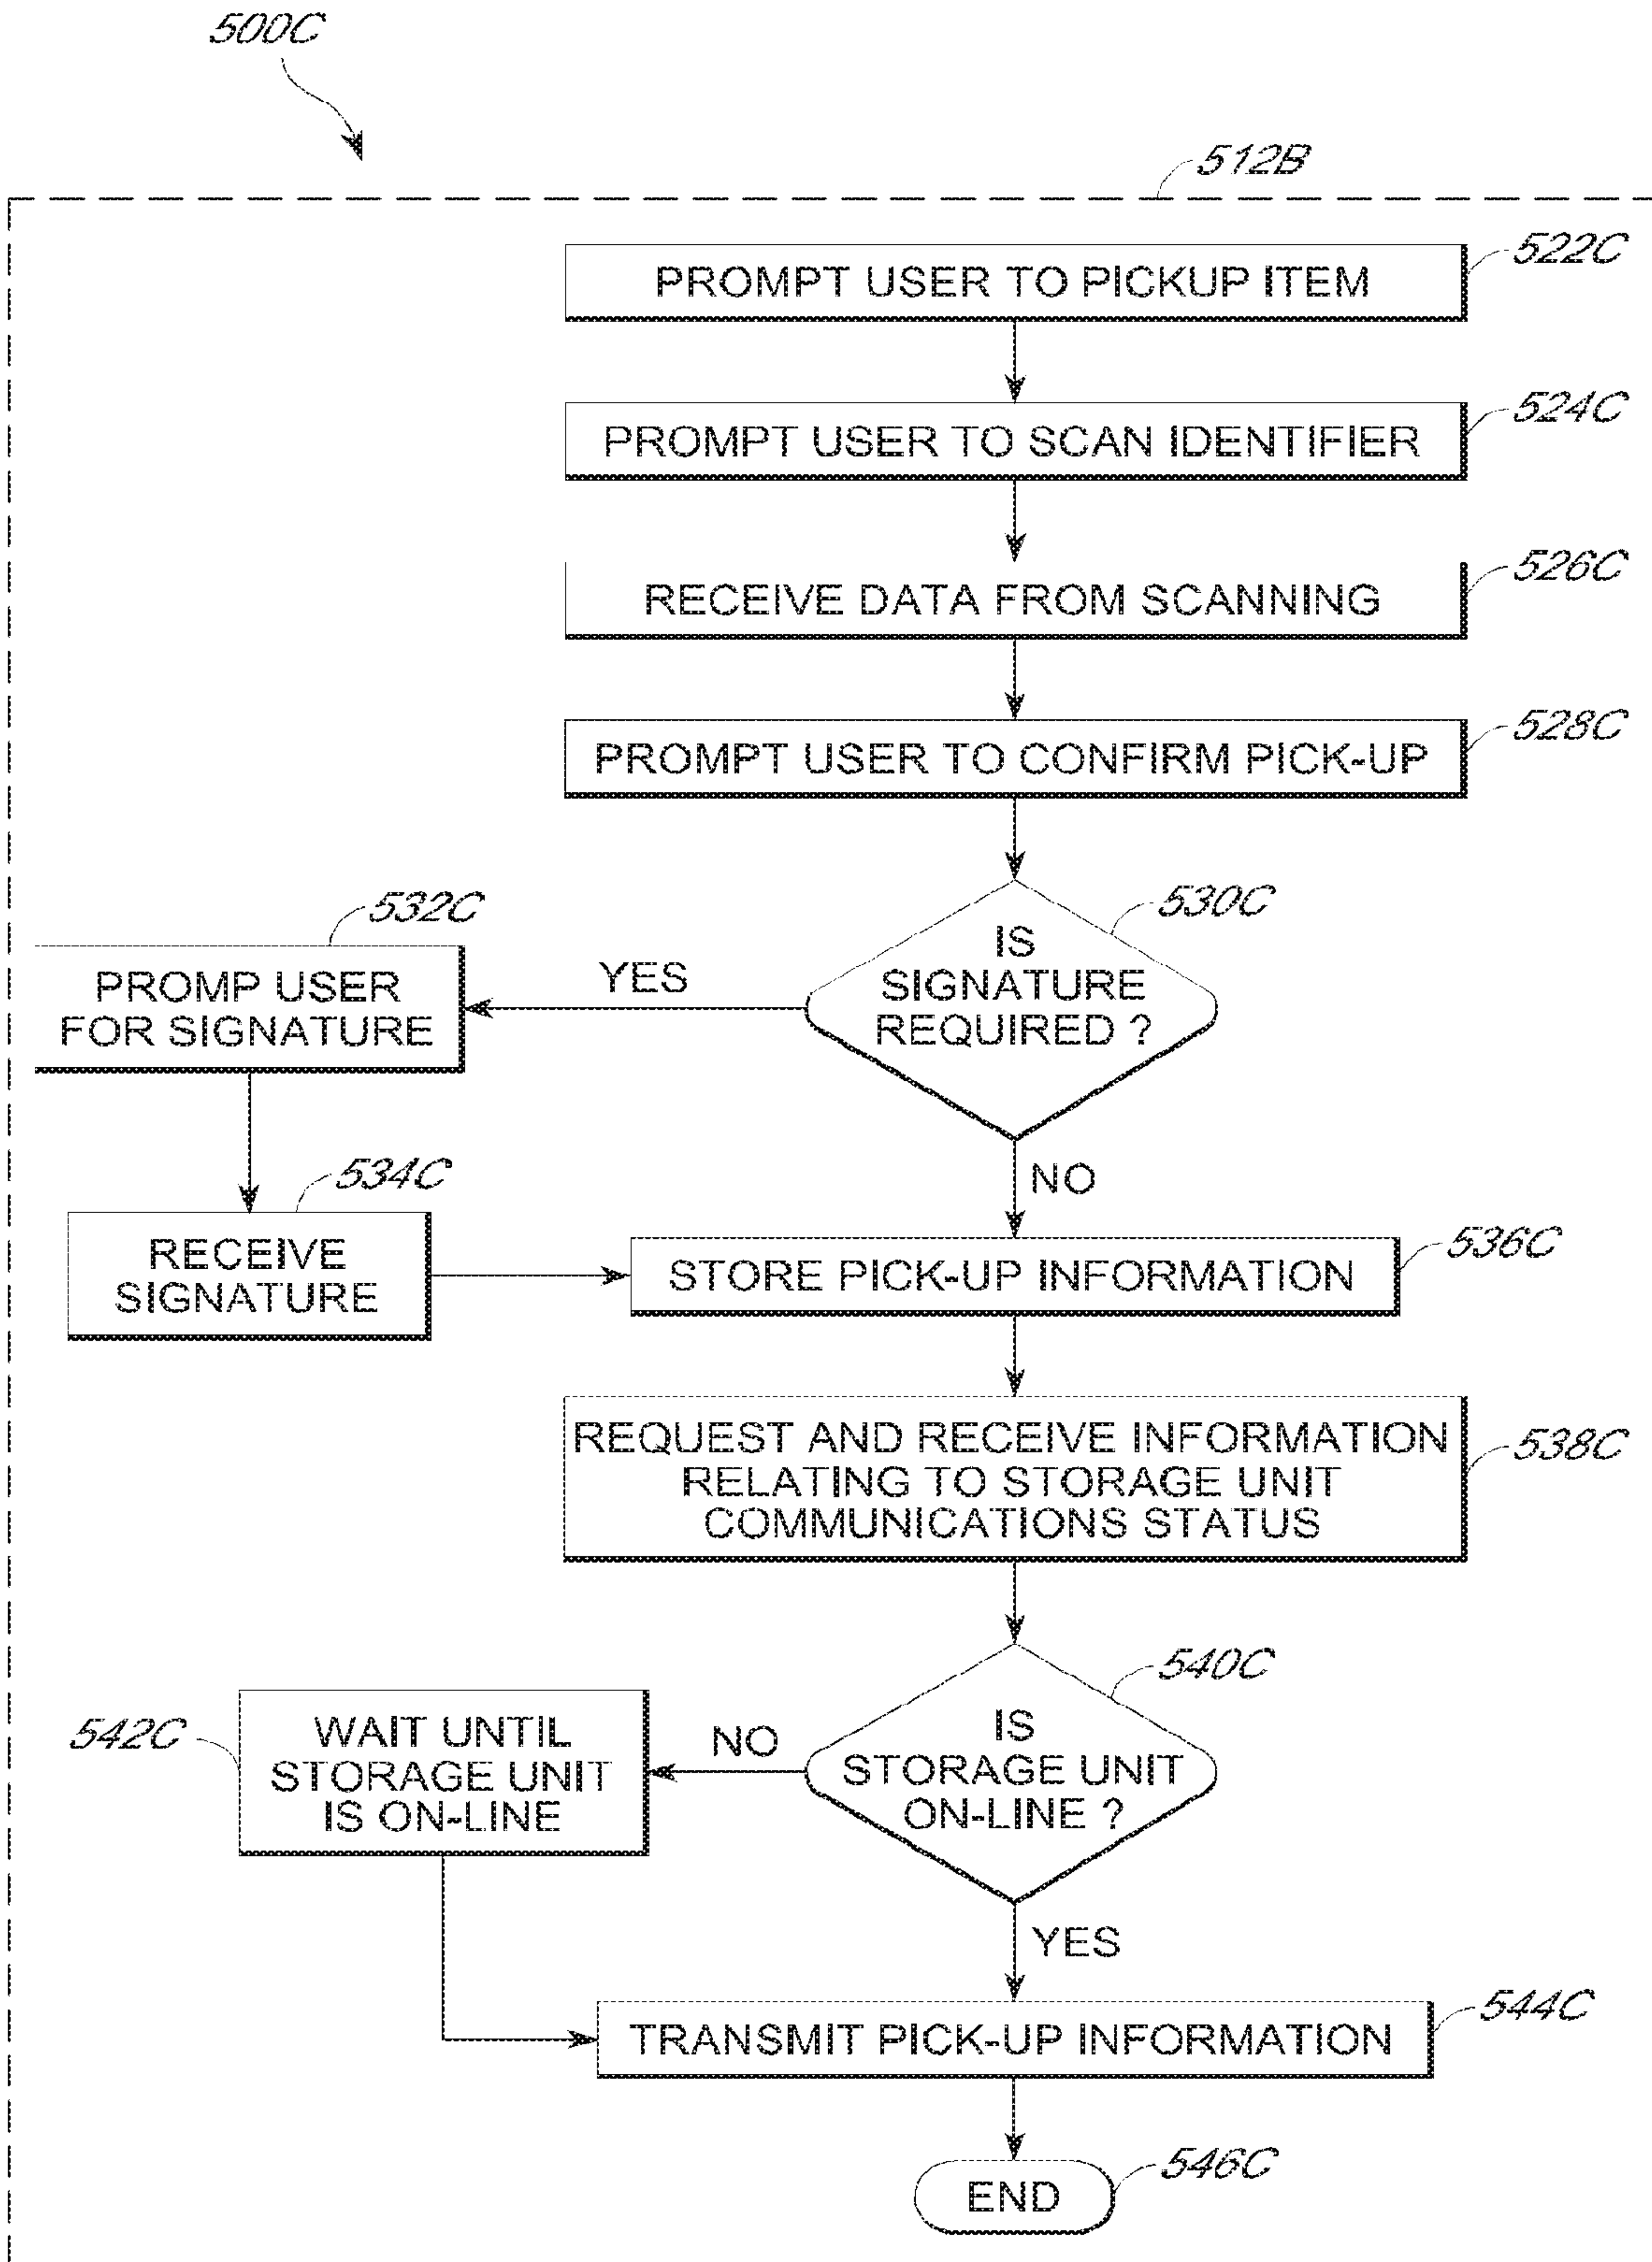 500C
512B
522C
PROMPT USER TO PICKUP ITEM
524C
PROMPT USER TO SCAN IDENTIFIER
526C
RECEIVE DATA FROM SCANNING
528C
PROMPT USER TO CONFIRM PICK-UP
530C
IS
SIGNATURE
REQUIRED ?
YES
532C
PROMP USER
FOR SIGNATURE
NO
534C
RECEIVE
SIGNATURE
536C
STORE PICK-UP INFORMATION
538C
REQUEST AND RECEIVE INFORMATION
RELATING TO STORAGE UNIT
COMMUNICATIONS STATUS
540C
IS
STORAGE UNIT
ON-LINE ?
NO
542C
WAIT UNTIL
STORAGE UNIT
IS ON-LINE
YES
544C
TRANSMIT PICK-UP INFORMATION
546C
END